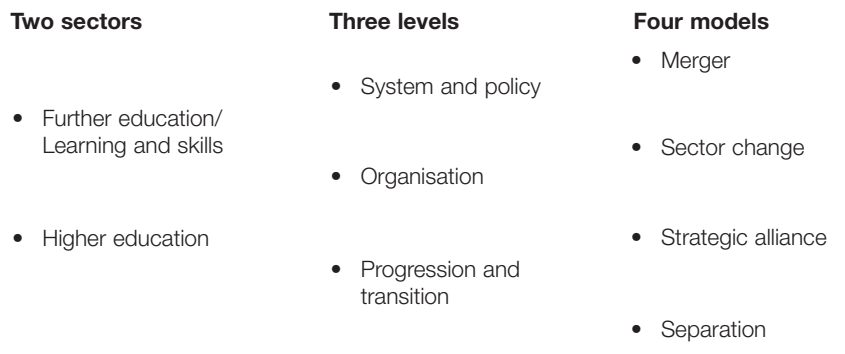 Two sectors
• Further education/
Learning and skills
• Higher education
Three levels
• System and policy
• Organisation
• Progression and
transition
Four models
• Merger
• Sector change
• Strategic alliance
• Separation